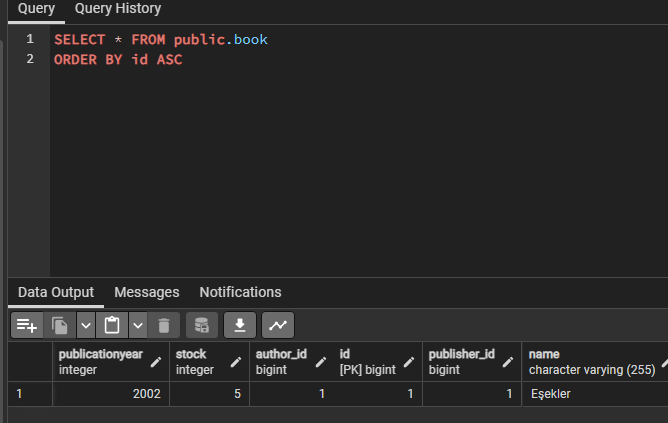 Query Query History
1 SELECT * FROM public.book
2 ORDER BY id ASC
Data Output Messages Notifications
publicationyear stock author_id id publisher_id name
integer integer bigint [PK] bigint bigint character varying (255)
1 2002 5 1 1 1 Eşekler